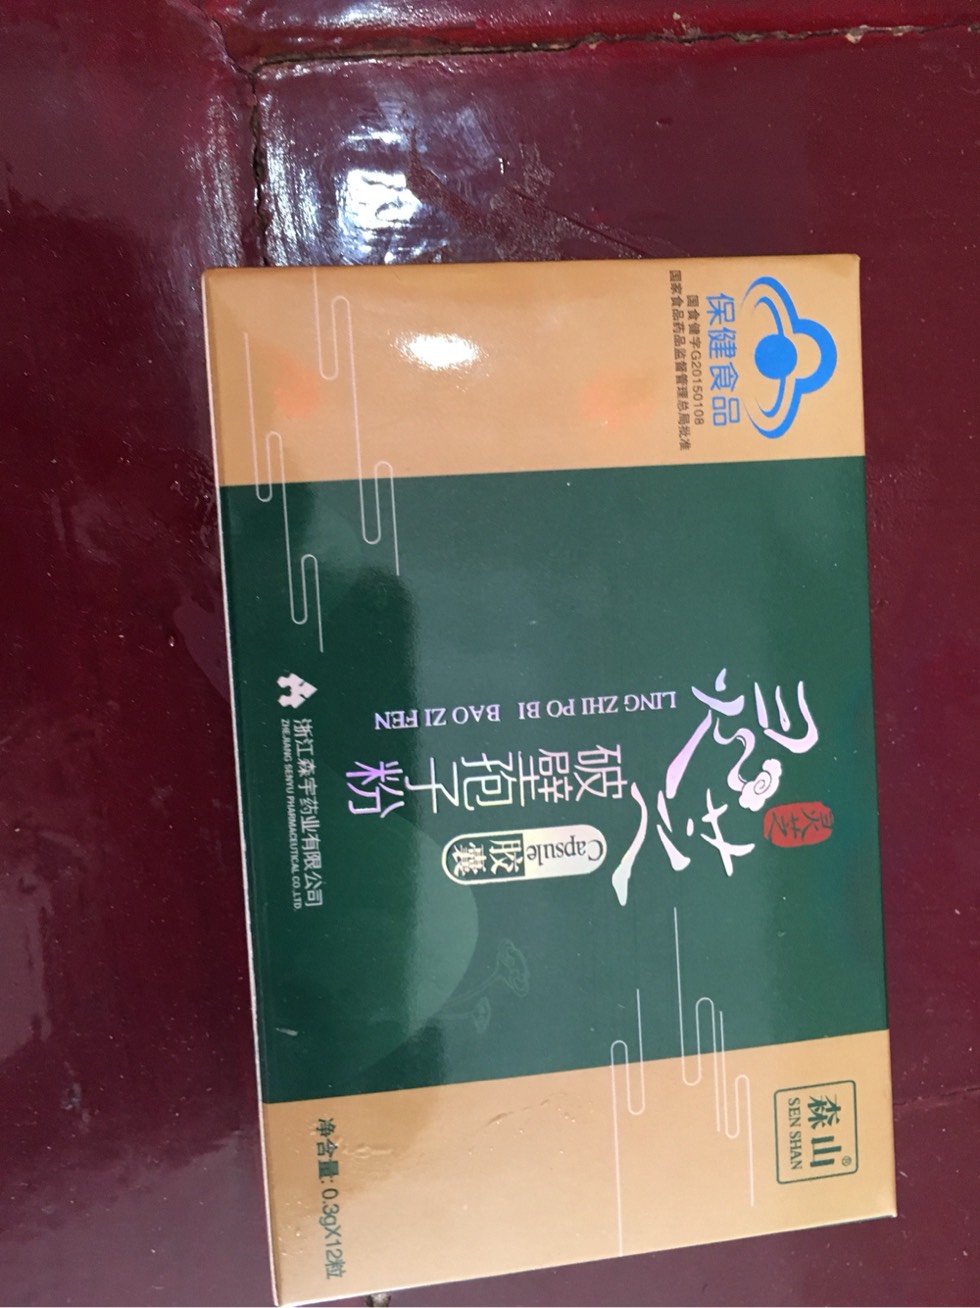 保健食品
国食健字G20150108
国家食品药品监督管理总局批准
森山®
SEN SHAN
灵芝
灵芝
LING ZHI PO BI BAO ZI FEN
破壁孢子粉
Capsule
胶囊
浙江森宇药业有限公司
ZHEJIANG SENYU PHARMACEUTICAL CO.,LTD.
净含量: 0.3gX12粒